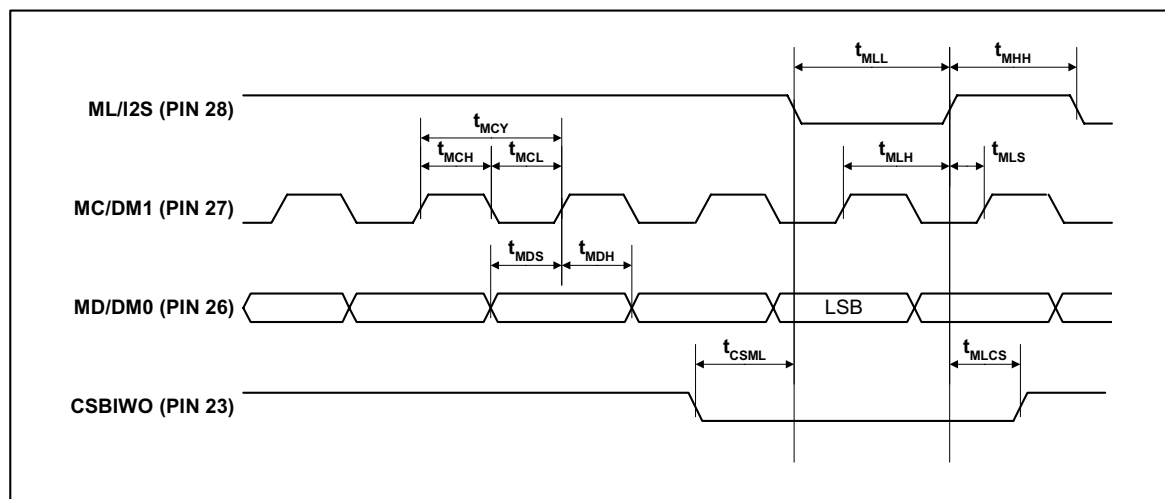 tMLL
tMHH
ML/I2S (PIN 28)
tMCY
tMCH
tMCL
tMLH
tMLS
MC/DM1 (PIN 27)
tMDS
tMDH
MD/DM0 (PIN 26)
LSB
tCSML
tMLCS
CSBIWO (PIN 23)